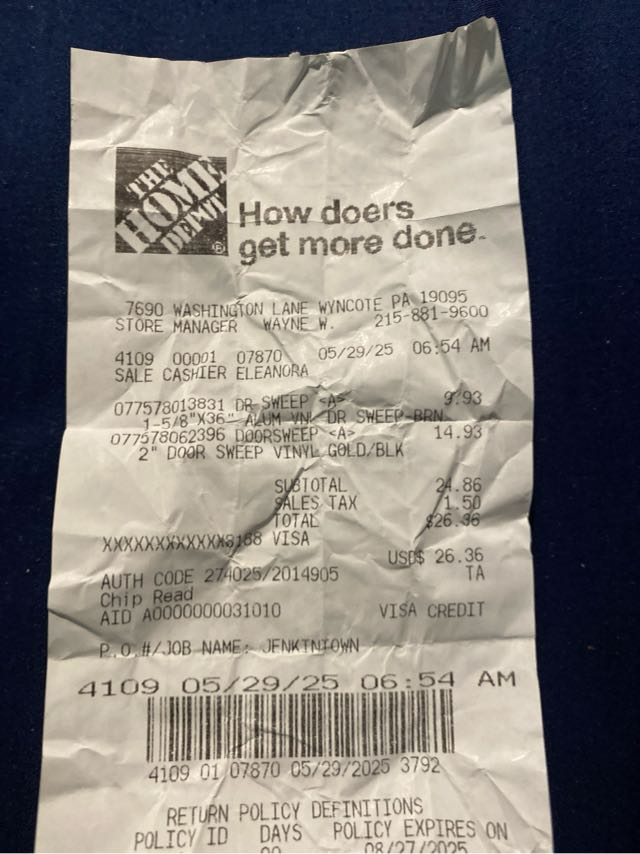 THE
HOME
DEPOT®
How doers
get more done.
7690 WASHINGTON LANE WYNCOTE PA 19095
STORE MANAGER WAYNE W. 215-881-9600
4109 00001 07870 05/29/25 06:54 AM
SALE CASHIER ELEANORA
077578013831 DR SWEEP <A> 9.93
1-5/8"X36" ALUM VNL DR SWEEP BRN
077578062396 DOORSWEEP <A> 14.93
2" DOOR SWEEP VINYL GOLD/BLK
SUBTOTAL 24.86
SALES TAX 1.50
TOTAL $26.36
VISA
USD$ 26.36
AUTH CODE 274025/2014905 TA
Chip Read
AID A0000000031010 VISA CREDIT
P.O.#/JOB NAME: JENKINTOWN
4109 05/29/25 06:54 AM
4109 01 07870 05/29/2025 3792
RETURN POLICY DEFINITIONS
POLICY ID DAYS POLICY EXPIRES ON
08/27/2025